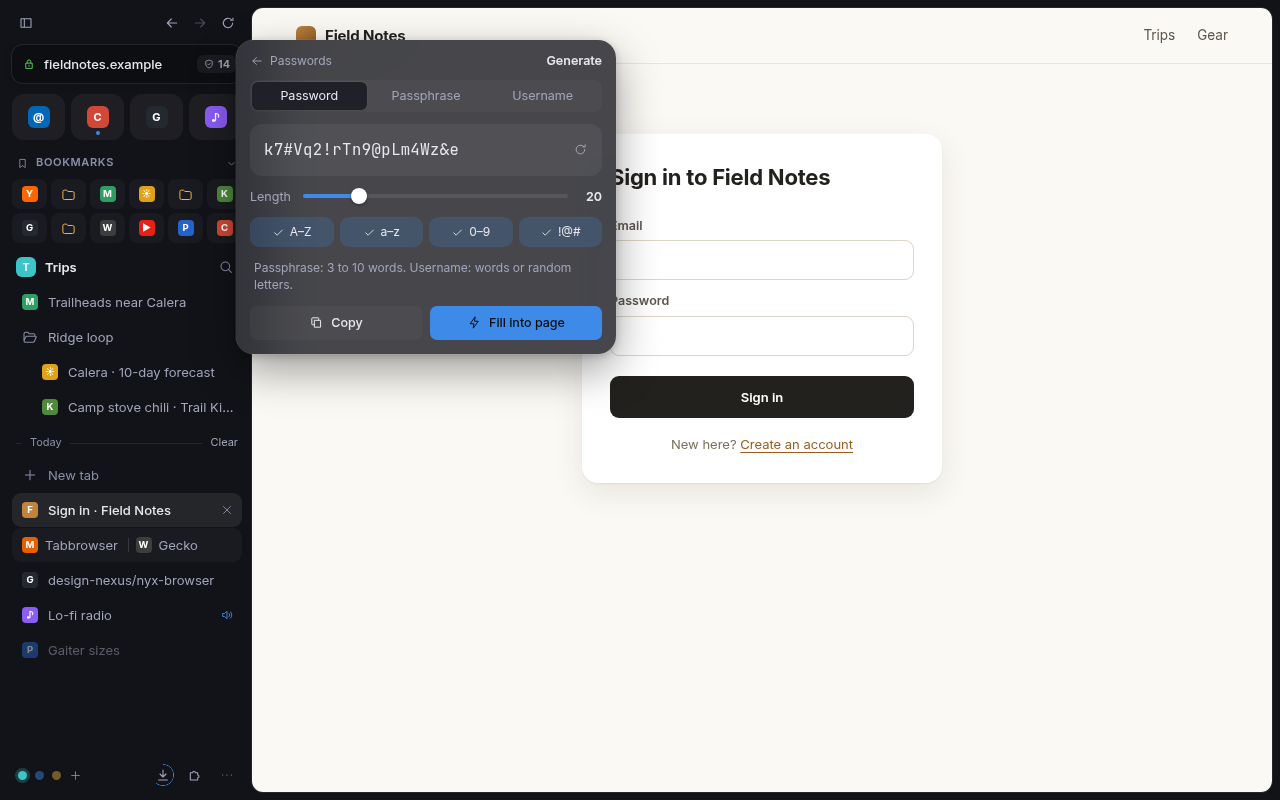 fieldnotes.example
14
@
C
G
BOOKMARKS
Y
M
K
G
W
P
C
T
Trips
M
Trailheads near Calera
Ridge loop
Calera · 10-day forecast
K
Camp stove chili · Trail Ki...
Today
Clear
New tab
F
Sign in · Field Notes
M
Tabbrowser
W
Gecko
G
design-nexus/nyx-browser
Lo-fi radio
P
Gaiter sizes
Passwords
Generate
Password
Passphrase
Username
k7#Vq2!rTn9@pLm4Wz&e
Length
20
A–Z
a–z
0–9
!@#
Passphrase: 3 to 10 words. Username: words or random
letters.
Copy
Fill into page
Field Notes
Trips
Gear
Sign in to Field Notes
Email
Password
Sign in
New here? Create an account